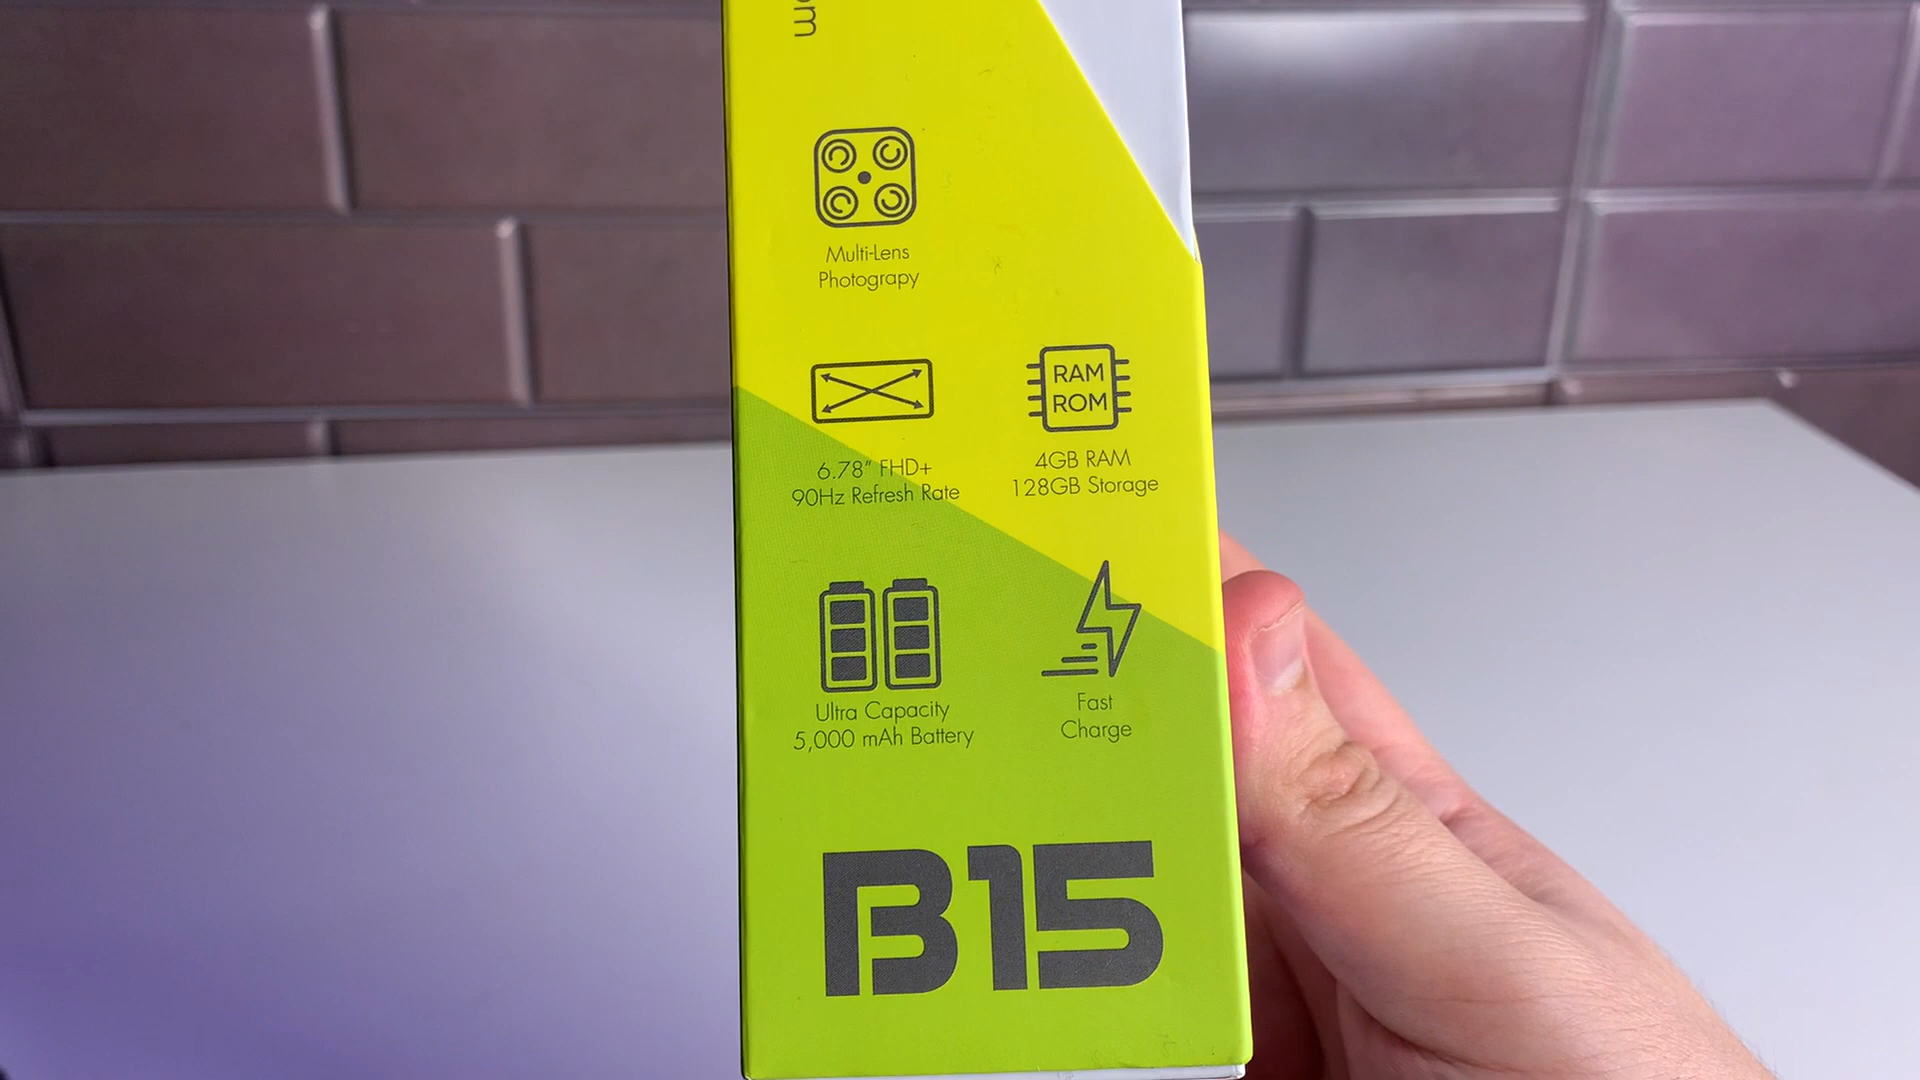 om
Multi-Lens
Photograpy
6.78” FHD+
90Hz Refresh Rate
RAM
ROM
4GB RAM
128GB Storage
Ultra Capacity
5,000 mAh Battery
Fast
Charge
B15